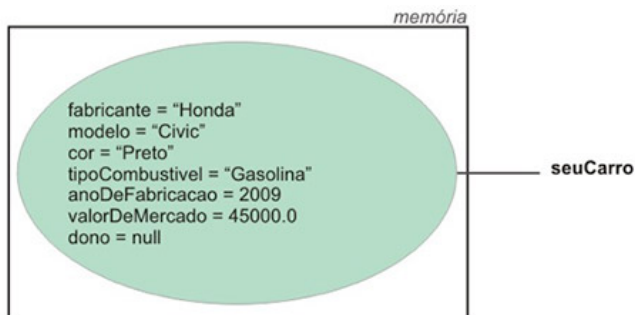 memória
fabricante = “Honda”
modelo = “Civic”
cor = “Preto”
tipoCombustivel = “Gasolina”
anoDeFabricacao = 2009
valorDeMercado = 45000.0
dono = null
seuCarro